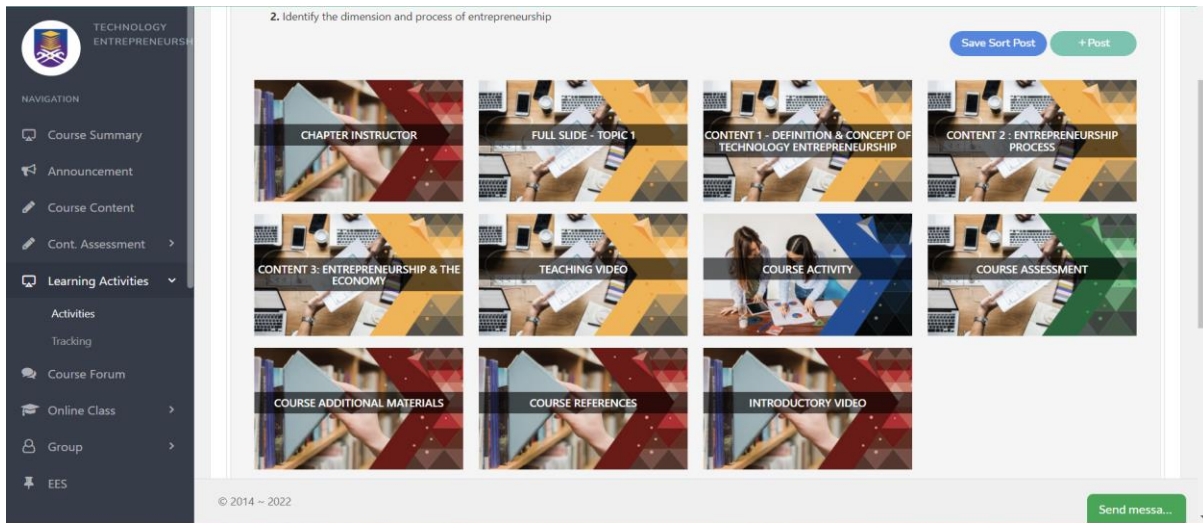 TECHNOLOGY
ENTREPRENEURSH
NAVIGATION
Course Summary
Announcement
Course Content
Cont. Assessment
Learning Activities
Activities
Tracking
Course Forum
Online Class
Group
EES
2. Identify the dimension and process of entrepreneurship
Save Sort Post
+Post
CHAPTER INSTRUCTOR
FULL SLIDE - TOPIC 1
CONTENT 1 - DEFINITION & CONCEPT OF
TECHNOLOGY ENTREPRENEURSHIP
CONTENT 2 : ENTREPRENEURSHIP
PROCESS
CONTENT 3: ENTREPRENEURSHIP & THE
ECONOMY
TEACHING VIDEO
COURSE ACTIVITY
COURSE ASSESSMENT
COURSE ADDITIONAL MATERIALS
COURSE REFERENCES
INTRODUCTORY VIDEO
© 2014 ~ 2022
Send messa...